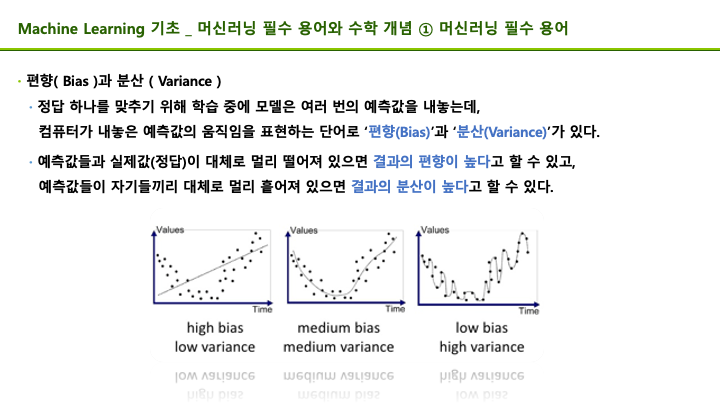 Machine Learning 기초 _ 머신러닝 필수 용어와 수학 개념 ① 머신러닝 필수 용어
· 편향( Bias )과 분산 ( Variance )
· 정답 하나를 맞추기 위해 학습 중에 모델은 여러 번의 예측값을 내놓는데,
컴퓨터가 내놓은 예측값의 움직임을 표현하는 단어로 ‘편향(Bias)’과 ‘분산(Variance)’가 있다.
· 예측값들과 실제값(정답)이 대체로 멀리 떨어져 있으면 결과의 편향이 높다고 할 수 있고,
예측값들이 자기들끼리 대체로 멀리 흩어져 있으면 결과의 분산이 높다고 할 수 있다.
Values
Time
high bias
low variance
Values
Time
medium bias
medium variance
Values
Time
low bias
high variance